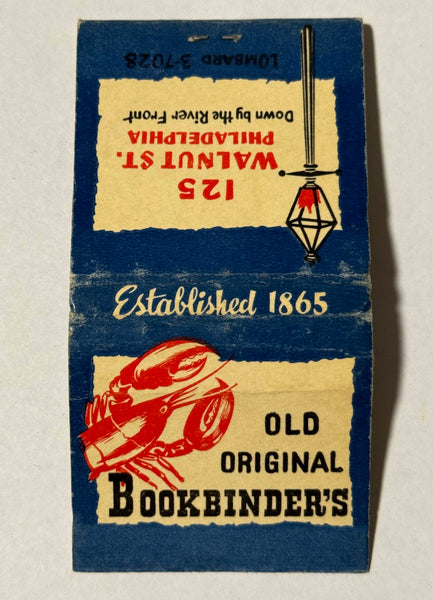 LOMBARD 3-7028
125
WALNUT ST.
PHILADELPHIA
Down by the River Front
Established 1865
OLD
ORIGINAL
BOOKBINDER'S